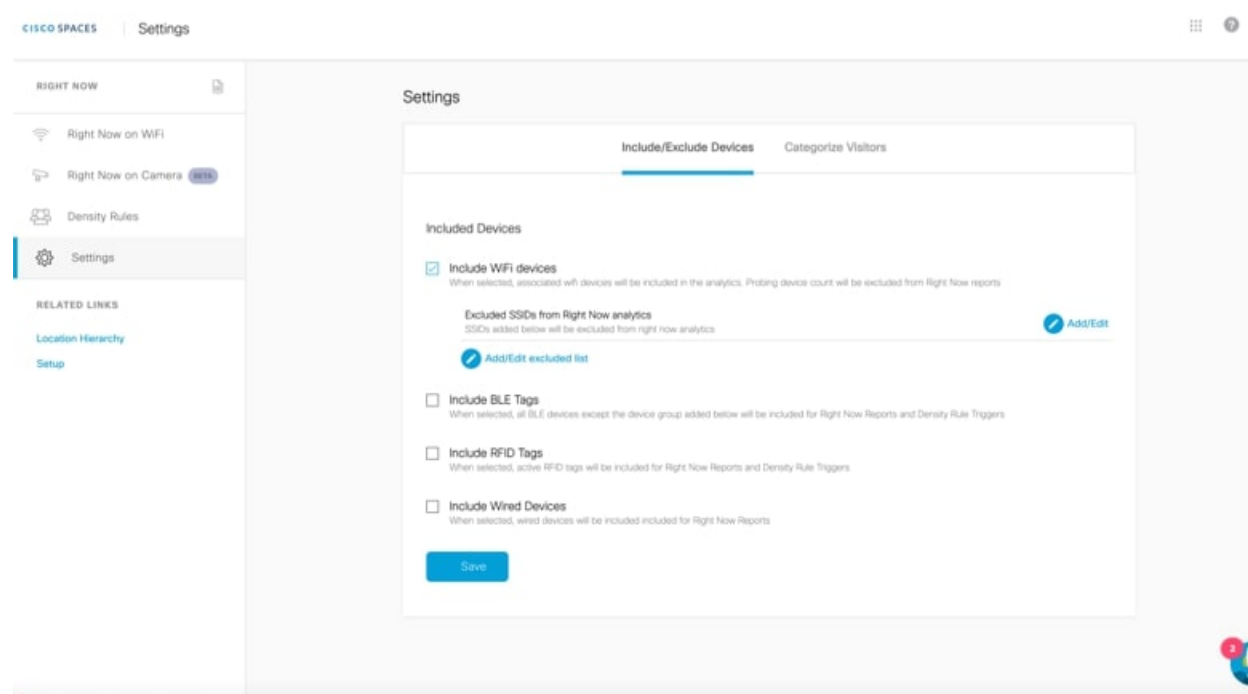 CISCO SPACES
Settings
RIGHT NOW
Right Now on WiFi
Right Now on Camera BETA
Density Rules
Settings
RELATED LINKS
Location Hierarchy
Setup
Settings
Include/Exclude Devices
Categorize Visitors
Included Devices
Include WiFi devices
When selected, associated wifi devices will be included in the analytics. Probing device count will be excluded from Right Now reports
Excluded SSIDs from Right Now analytics
SSIDs added below will be excluded from right now analytics
Add/Edit
Add/Edit excluded list
Include BLE Tags
When selected, all BLE devices except the device group added below will be included for Right Now Reports and Density Rule Triggers
Include RFID Tags
When selected, active RFID tags will be included for Right Now Reports and Density Rule Triggers
Include Wired Devices
When selected, wired devices will be included included for Right Now Reports
Save
2